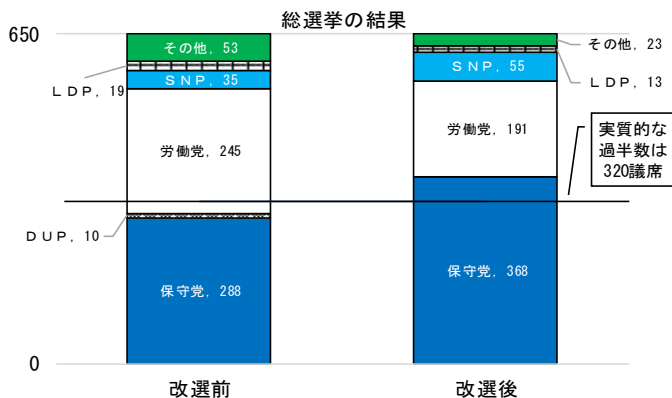 総選挙の結果
650
その他, 53
LDP, 19
SNP, 35
労働党, 245
DUP, 10
保守党, 288
その他, 23
SNP, 55
LDP, 13
労働党, 191
実質的な
過半数は
320議席
保守党, 368
0
改選前
改選後